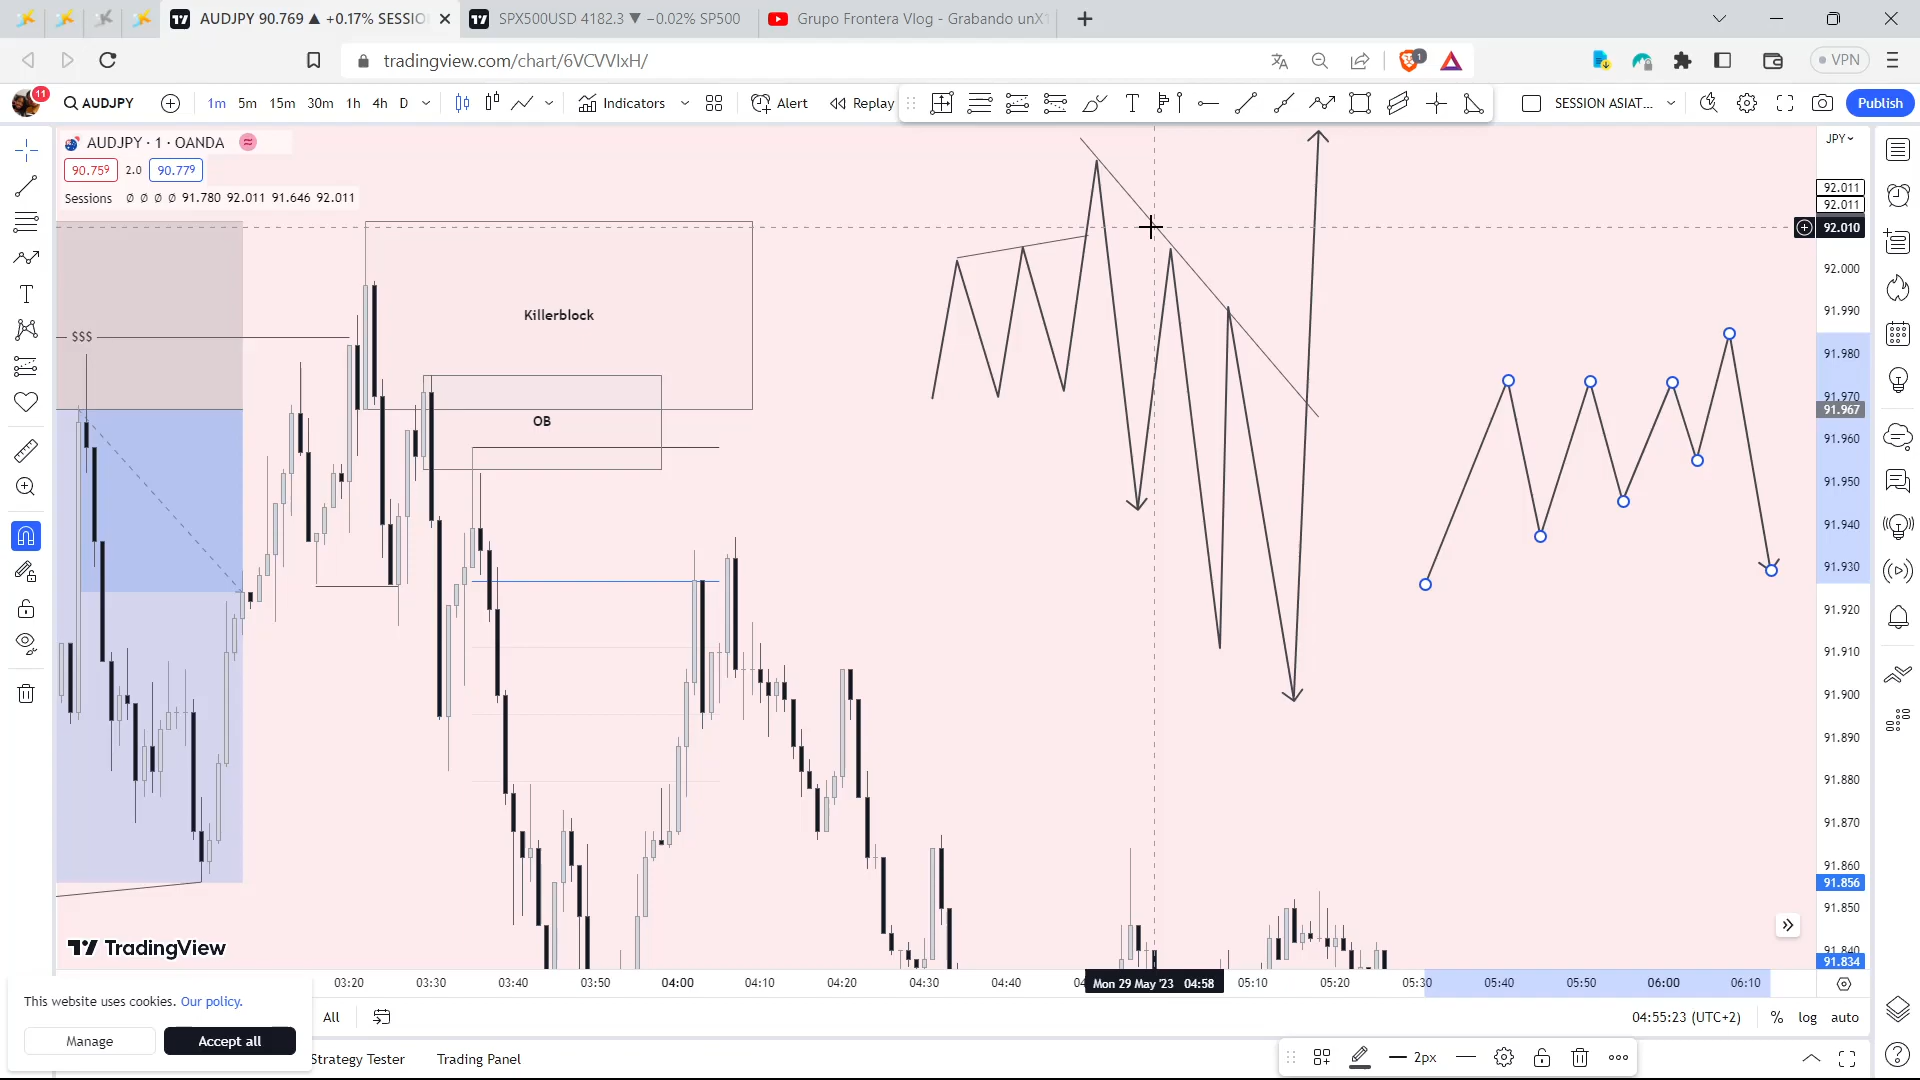 AUDJPY 90.769 ▲ +0.17% SESSIO
SPX500USD 4182.3 ▼ −0.02% SP500
Grupo Frontera Vlog - Grabando un
tradingview.com/chart/6VCVVIxH/
1
VPN
11
AUDJPY
1m 5m 15m 30m 1h 4h D
Indicators
Alert
Replay
SESSION ASIAT...
Publish
AUDJPY · 1 · OANDA
JPY
90.759 2.0 90.779
Sessions Ø Ø Ø Ø 91.780 92.011 91.646 92.011
92.011
92.011
92.010
92.000
91.990
91.980
91.970
91.967
91.960
91.950
91.940
91.930
91.920
91.910
91.900
91.890
91.880
91.870
91.860
91.856
91.850
91.840
91.834
Killerblock
$$$
OB
TradingView
03:20 03:30 03:40 03:50 04:00 04:10 04:20 04:30 04:40 Mon 29 May '23 04:58 05:10 05:20 05:30 05:40 05:50 06:00 06:10
This website uses cookies. Our policy.
Manage
Accept all
All
04:55:23 (UTC+2)
% log auto
Strategy Tester
Trading Panel
2px